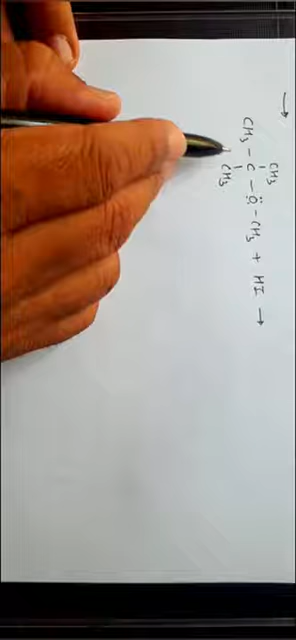 →
CH₃
CH₃ - C - Ö - CH₃ + HI →
CH₃